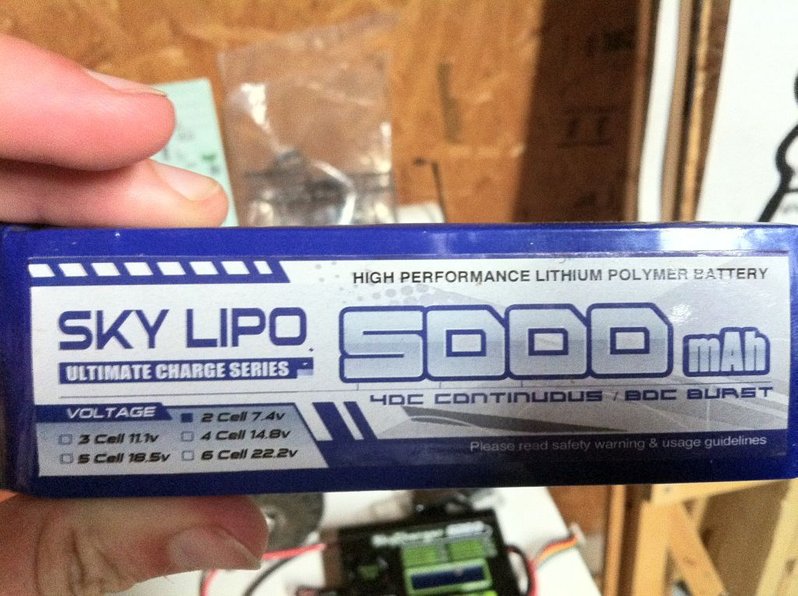 HIGH PERFORMANCE LITHIUM POLYMER BATTERY
SKY LIPO
5000 mAh
ULTIMATE CHARGE SERIES
40C CONTINUOUS / 80C BURST
VOLTAGE
2 Cell 7.4v
3 Cell 11.1v
4 Cell 14.8v
5 Cell 18.5v
6 Cell 22.2v
Please read safety warning & usage guidelines